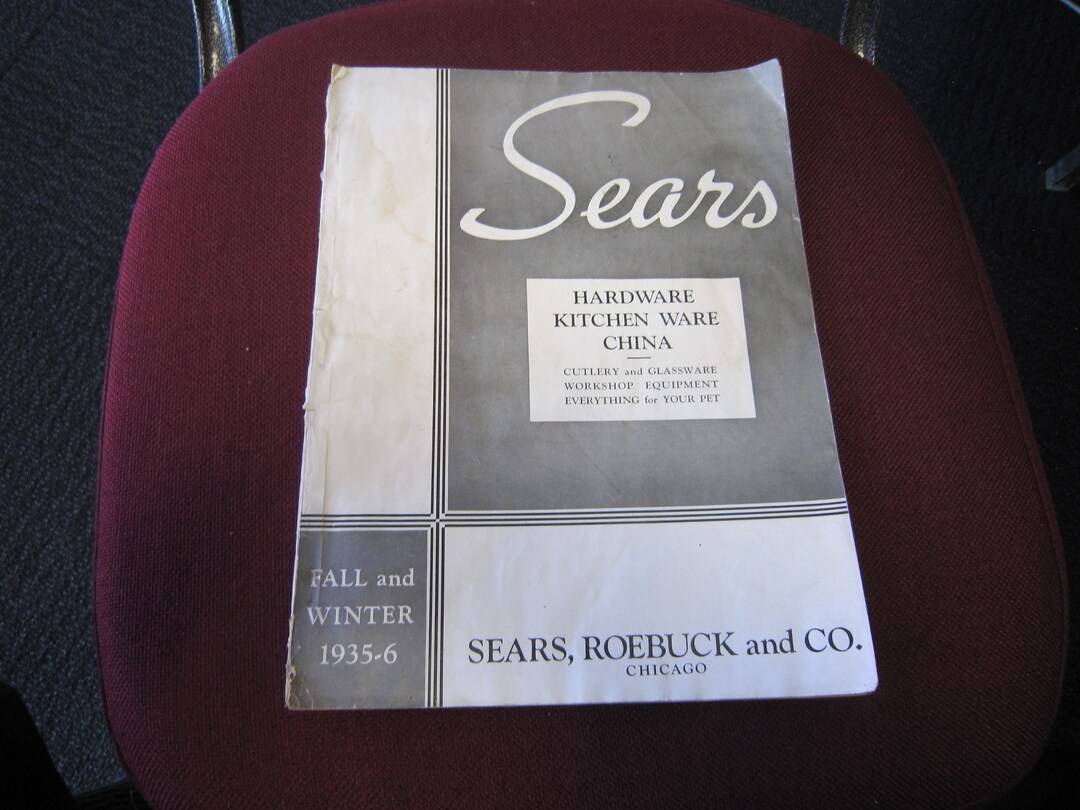 Sears
HARDWARE
KITCHEN WARE
CHINA
CUTLERY and GLASSWARE
WORKSHOP EQUIPMENT
EVERYTHING for YOUR PET
FALL and
WINTER
1935-6
SEARS, ROEBUCK and CO.
CHICAGO